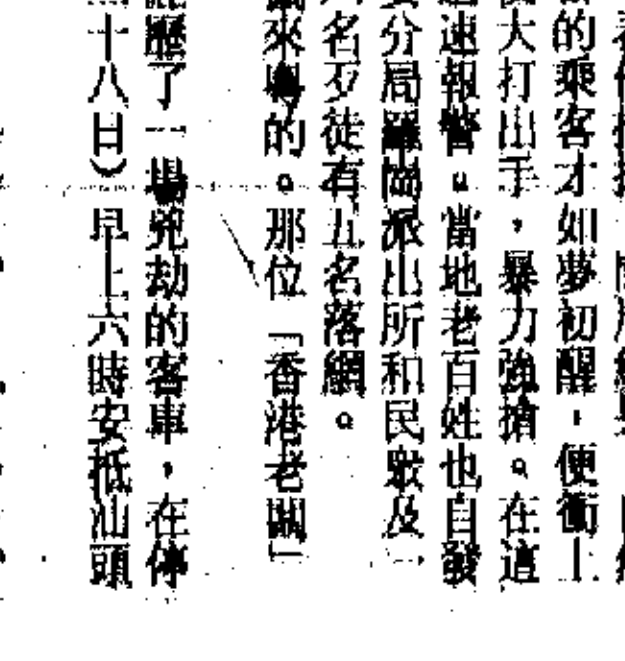 的乘客才如夢初醒，便衝上
大打出手，暴力強搶。在這
速報警。當地老百姓也自發
分局羅崗派出所和民眾及
名歹徒有五名落網。
來粵的。那位「香港老闆」
歷了一場兇劫的客車，在停
十八日）早上六時安抵汕頭